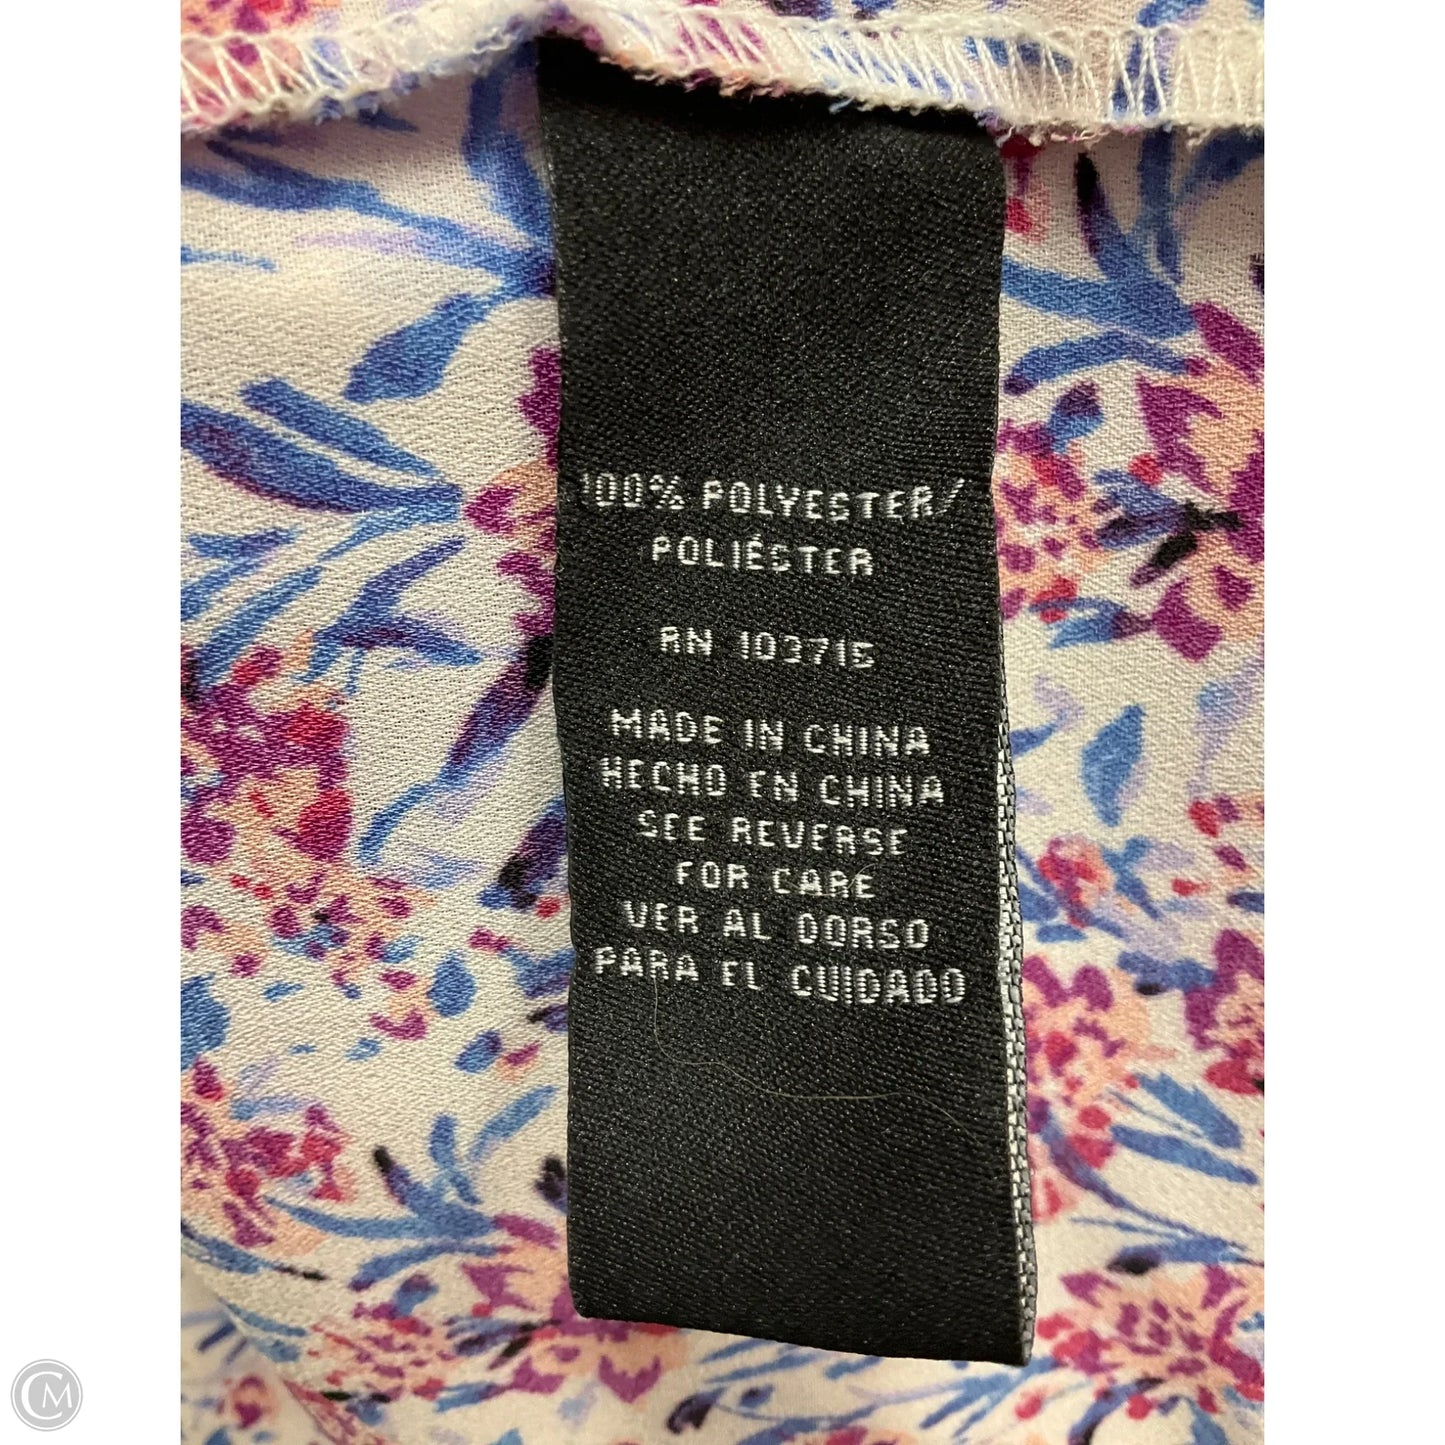 100% POLYESTER/
POLIÉSTER
RN 103715
MADE IN CHINA
HECHO EN CHINA
SEE REVERSE
FOR CARE
VER AL DORSO
PARA EL CUIDADO
CM